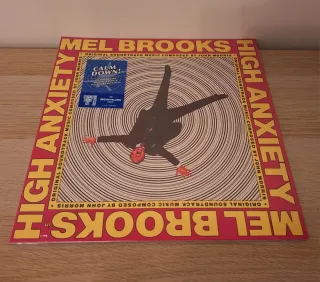 MEL BROOKS
HIGH ANXIETY
MEL BROOKS
HIGH ANXIETY
ORIGINAL SOUNDTRACK MUSIC COMPOSED BY JOHN MORRIS
ORIGINAL SOUNDTRACK MUSIC COMPOSED BY JOHN MORRIS
CALM
DOWN!